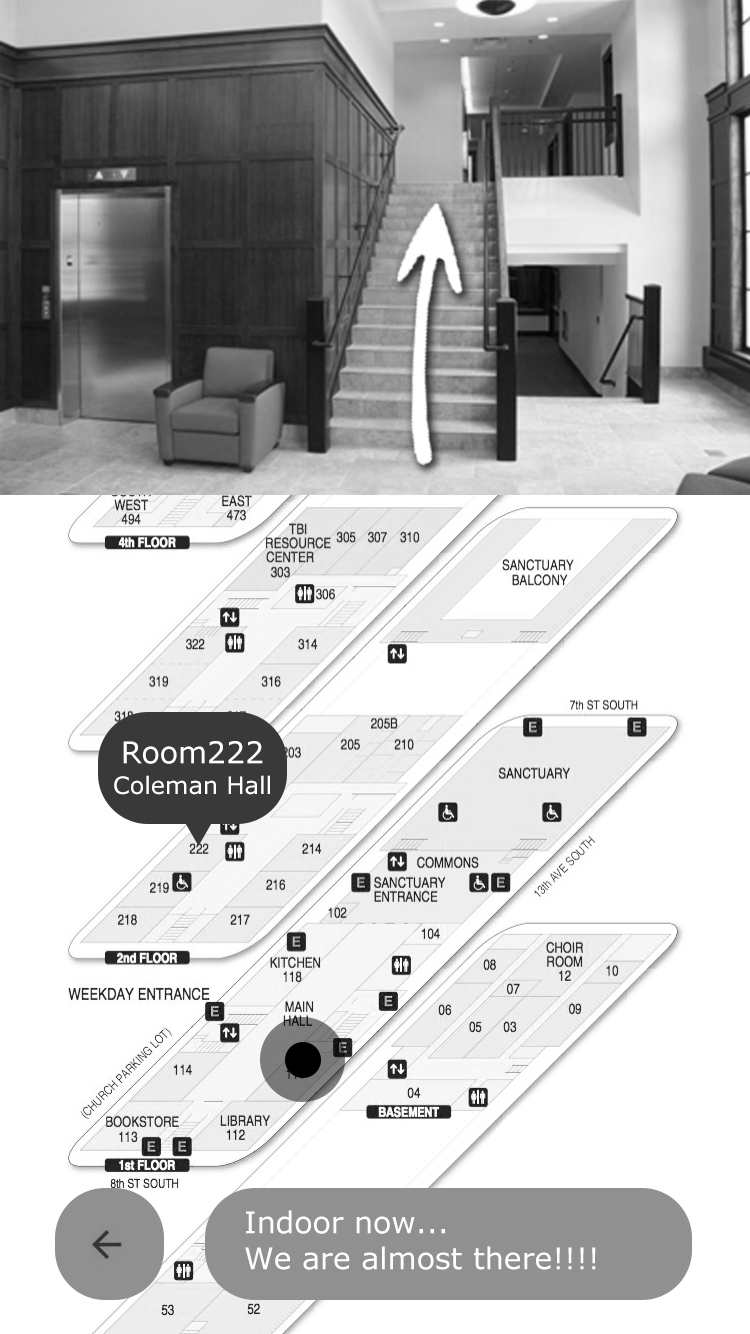 WEST
494
EAST
473
4th FLOOR
TBI
RESOURCE
CENTER
303
305 307 310
306
322
314
319
316
SANCTUARY
BALCONY
205B
205
210
Room222
Coleman Hall
222
214
219
216
218
217
2nd FLOOR
7th ST SOUTH
E
E
SANCTUARY
13th AVE SOUTH
COMMONS
E
SANCTUARY
ENTRANCE
E
102
104
E
KITCHEN
118
WEEKDAY ENTRANCE
E
E
MAIN
HALL
E
(CHURCH PARKING LOT)
114
BOOKSTORE
113
E
E
LIBRARY
112
1st FLOOR
8th ST SOUTH
CHOIR
ROOM
12
08
10
07
06
09
05
03
04
BASEMENT
Indoor now...
We are almost there!!!!
53
52